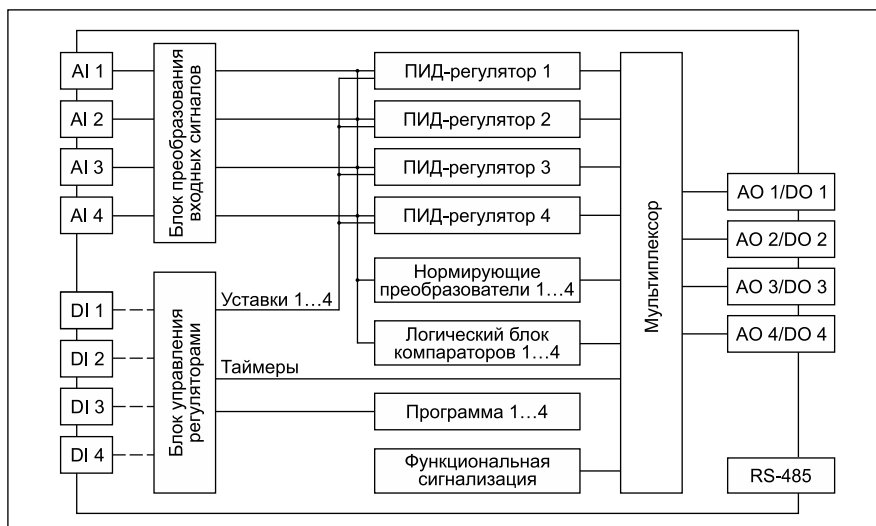 AI 1
AI 2
AI 3
AI 4
Блок преобразования
входных сигналов
DI 1
DI 2
DI 3
DI 4
Блок управления
регуляторами
Уставки 1…4
Таймеры
ПИД-регулятор 1
ПИД-регулятор 2
ПИД-регулятор 3
ПИД-регулятор 4
Нормирующие
преобразователи 1…4
Логический блок
компараторов 1…4
Программа 1…4
Функциональная
сигнализация
Мультиплексор
AO 1/DO 1
AO 2/DO 2
AO 3/DO 3
AO 4/DO 4
RS-485